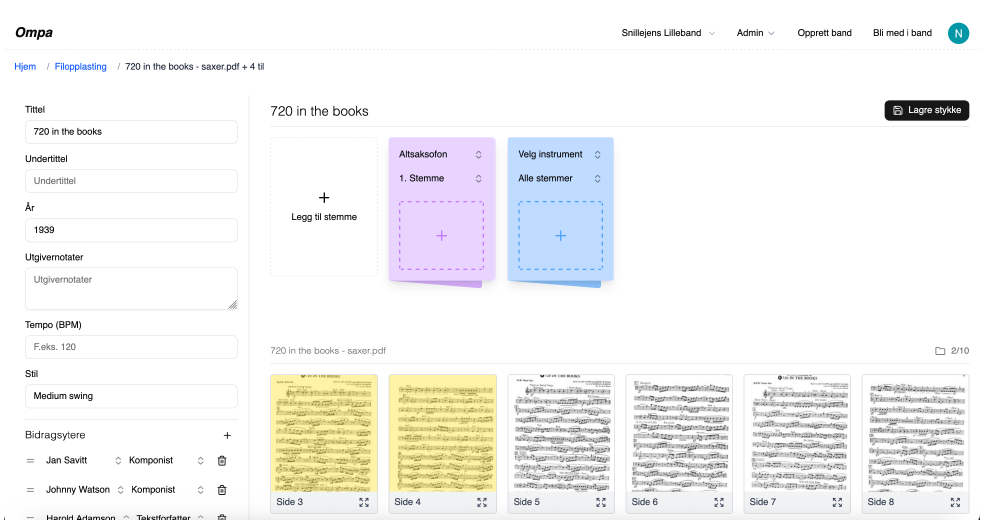 Ompa
Snillejens Lilleband
Admin
Opprett band
Bli med i band
N
Hjem / Filopplasting / 720 in the books - saxer.pdf + 4 til
Tittel
720 in the books
Undertittel
Undertittel
År
1939
Utgivernotater
Utgivernotater
Tempo (BPM)
F.eks. 120
Stil
Medium swing
Bidragsytere
Jan Savitt Komponist
Johnny Watson Komponist
Harold Adamson Tekstforfatter
720 in the books
Lagre stykke
Legg til stemme
Altsaksofon
1. Stemme
Velg instrument
Alle stemmer
720 in the books - saxer.pdf
2/10
Side 3
Side 4
Side 5
Side 6
Side 7
Side 8